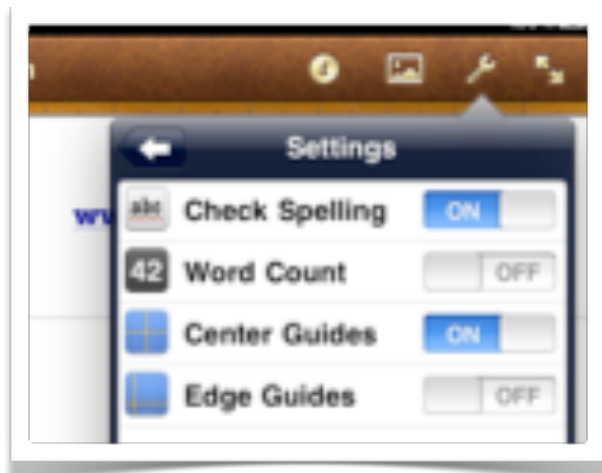 Settings
abc Check Spelling ON
42 Word Count OFF
Center Guides ON
Edge Guides OFF